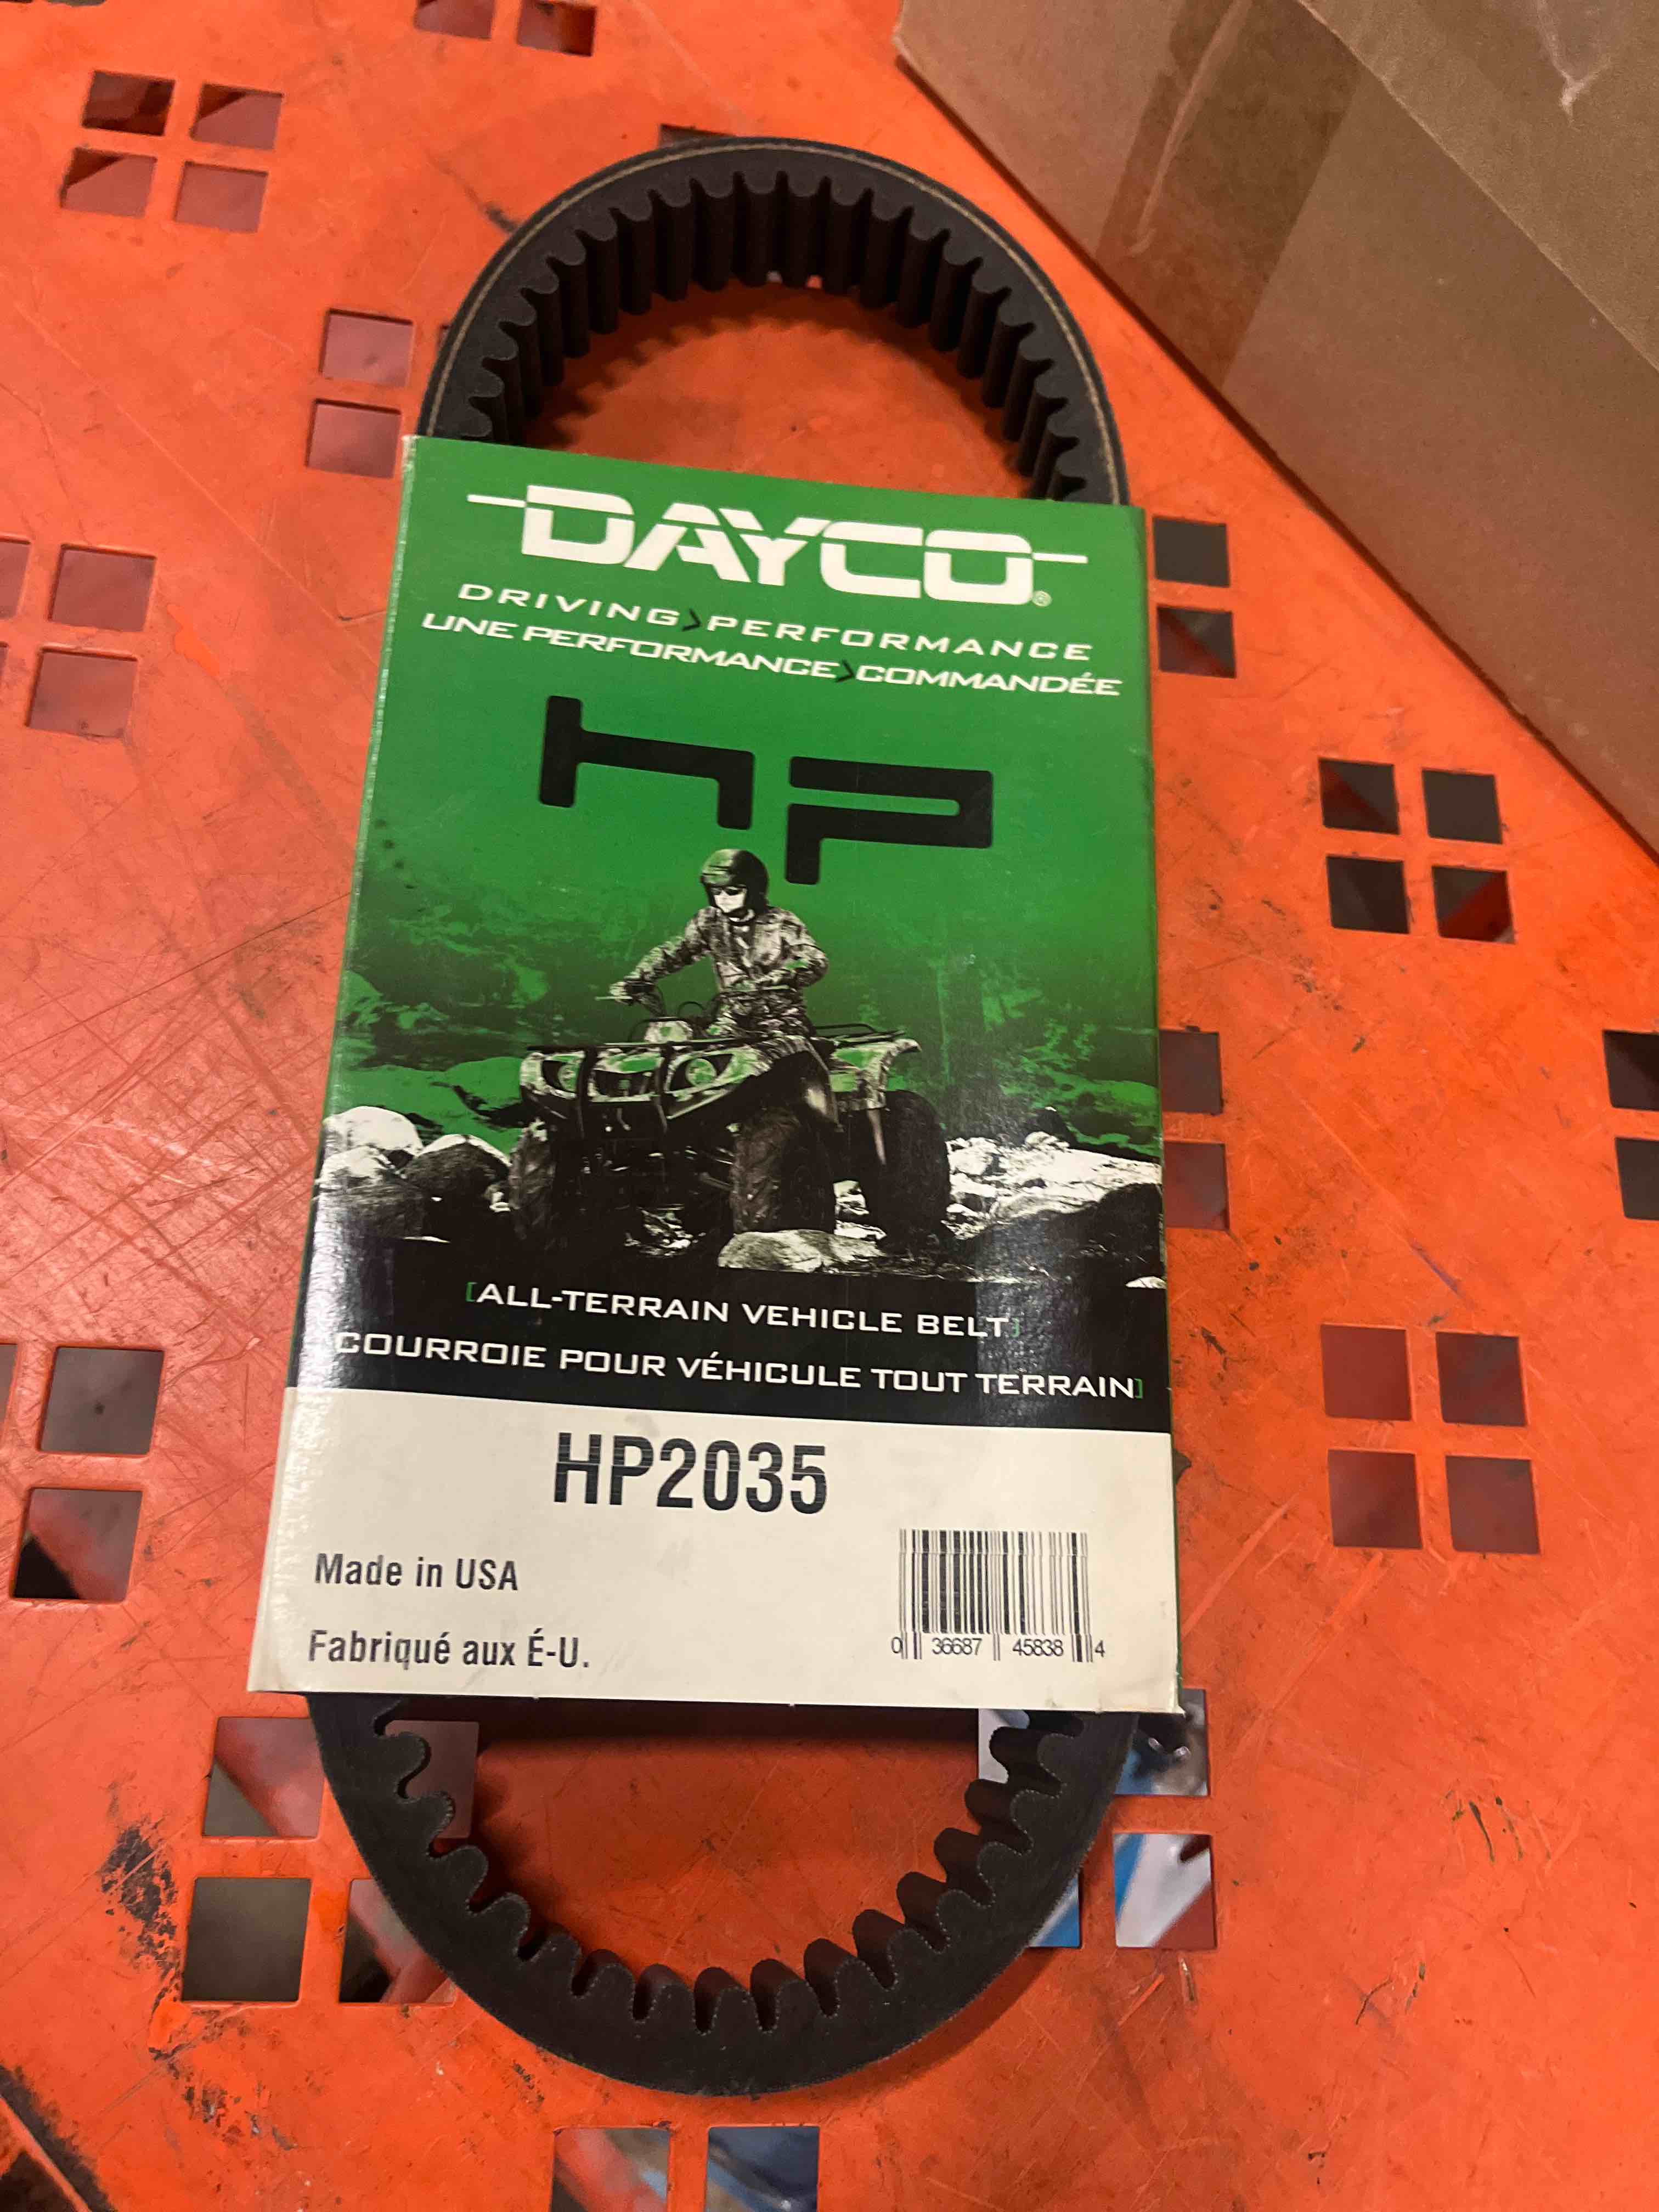 DAYCO®
DRIVING>PERFORMANCE
UNE PERFORMANCE>COMMANDÉE
hp
[ALL-TERRAIN VEHICLE BELT]
COURROIE POUR VÉHICULE TOUT TERRAIN]
HP2035
Made in USA
Fabriqué aux É-U.
0 36687 45838 4